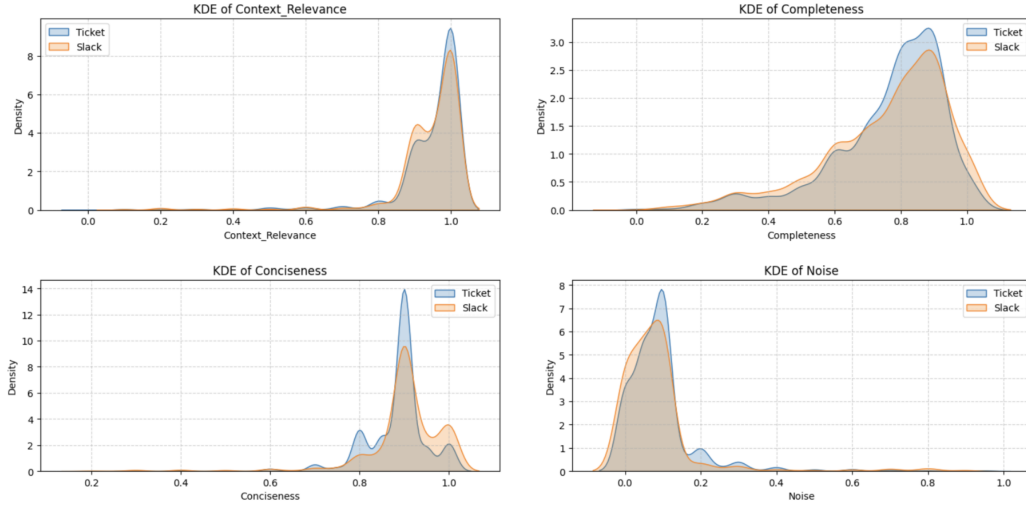 KDE of Context_Relevance
Ticket
Slack
Density
8
6
4
2
0
0.0 0.2 0.4 0.6 0.8 1.0
Context_Relevance
KDE of Completeness
Ticket
Slack
Density
3.0
2.5
2.0
1.5
1.0
0.5
0.0
0.0 0.2 0.4 0.6 0.8 1.0
Completeness
KDE of Conciseness
Ticket
Slack
Density
14
12
10
8
6
4
2
0
0.2 0.4 0.6 0.8 1.0
Conciseness
KDE of Noise
Ticket
Slack
Density
8
7
6
5
4
3
2
1
0
0.0 0.2 0.4 0.6 0.8 1.0
Noise